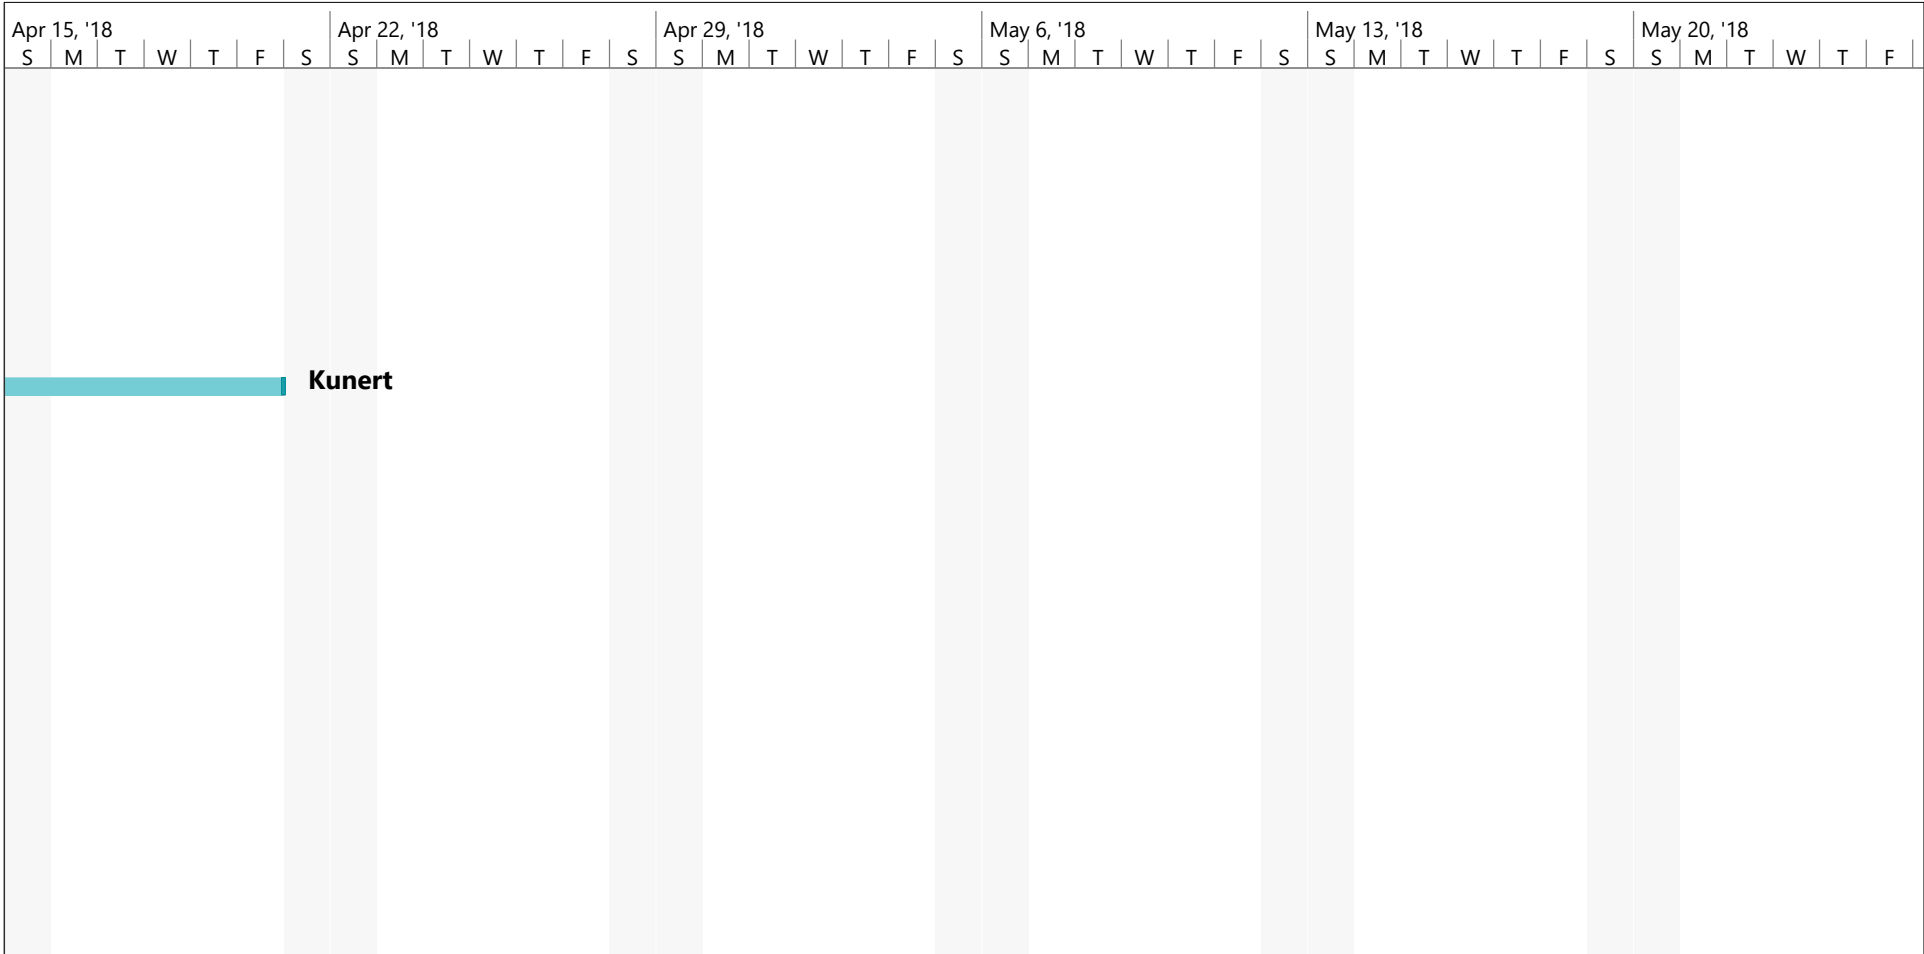 Apr 15, '18 Apr 22, '18 Apr 29, '18 May 6, '18 May 13, '18 May 20, '18
S M T W T F S S M T W T F S S M T W T F S S M T W T F S S M T W T F S S M T W T F
Kunert